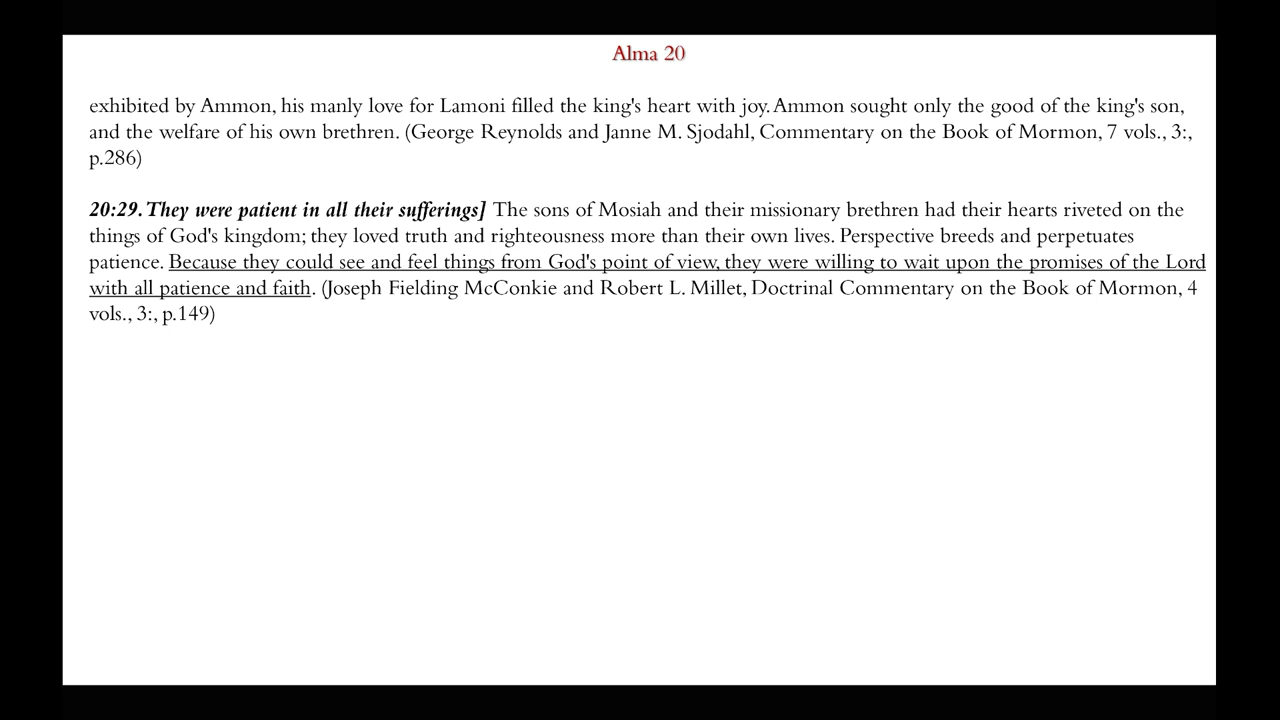 Alma 20
exhibited by Ammon, his manly love for Lamoni filled the king's heart with joy. Ammon sought only the good of the king's son,
and the welfare of his own brethren. (George Reynolds and Janne M. Sjodahl, Commentary on the Book of Mormon, 7 vols., 3:,
p.286)
20:29. They were patient in all their sufferings] The sons of Mosiah and their missionary brethren had their hearts riveted on the
things of God's kingdom; they loved truth and righteousness more than their own lives. Perspective breeds and perpetuates
patience. Because they could see and feel things from God's point of view, they were willing to wait upon the promises of the Lord
with all patience and faith. (Joseph Fielding McConkie and Robert L. Millet, Doctrinal Commentary on the Book of Mormon, 4
vols., 3:, p.149)